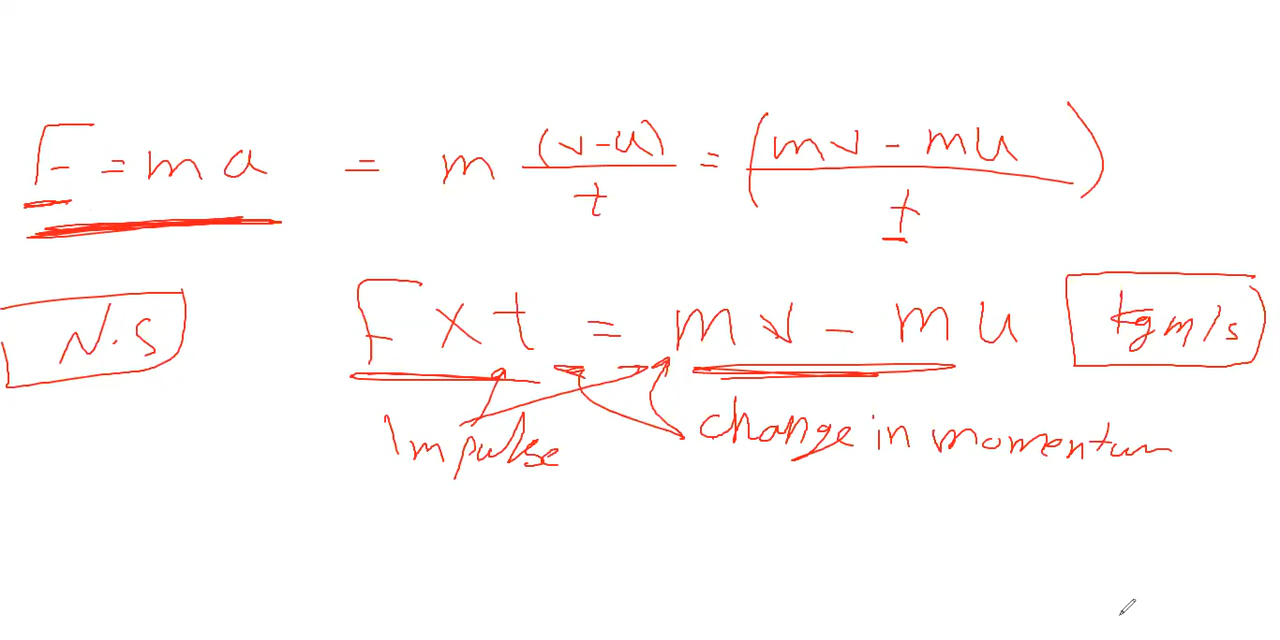 F = ma = m (v-u)/t = (mv - mu/t)
N.S F x t = mv - mu kgm/s
Impulse change in momentum